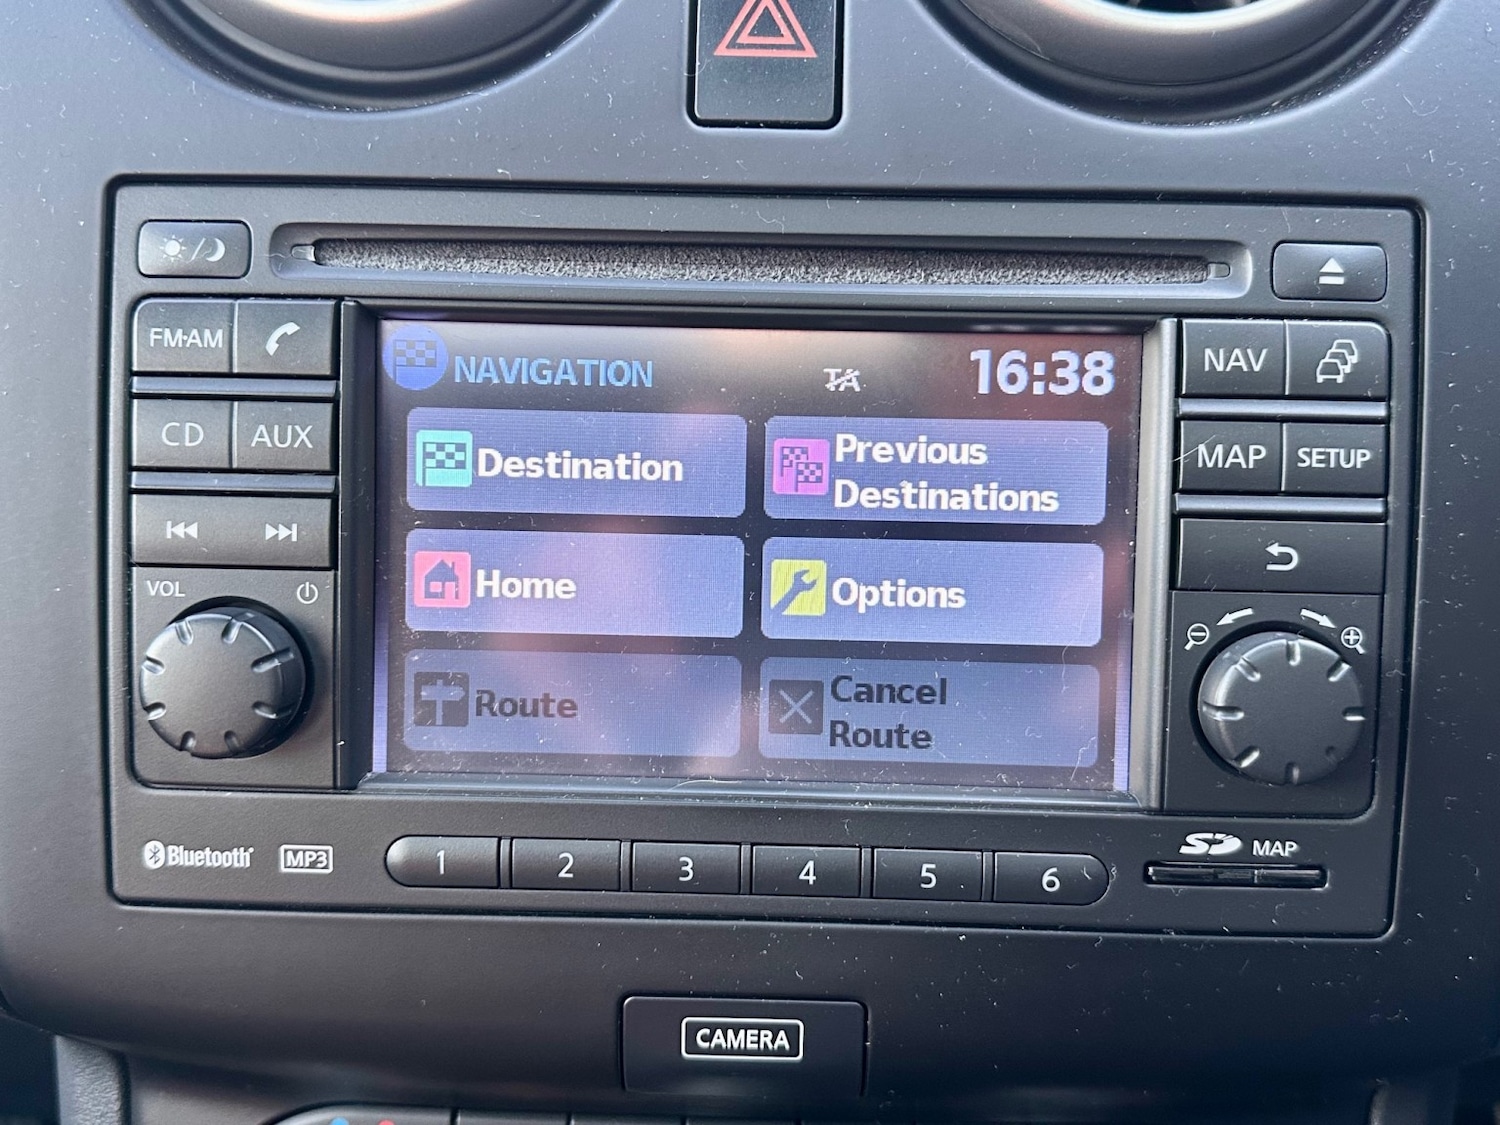 FM·AM
CD
AUX
VOL
NAVIGATION
TA
16:38
Destination
Previous
Destinations
Home
Options
Route
Cancel
Route
NAV
MAP
SETUP
Bluetooth
MP3
1
2
3
4
5
6
SD MAP
CAMERA